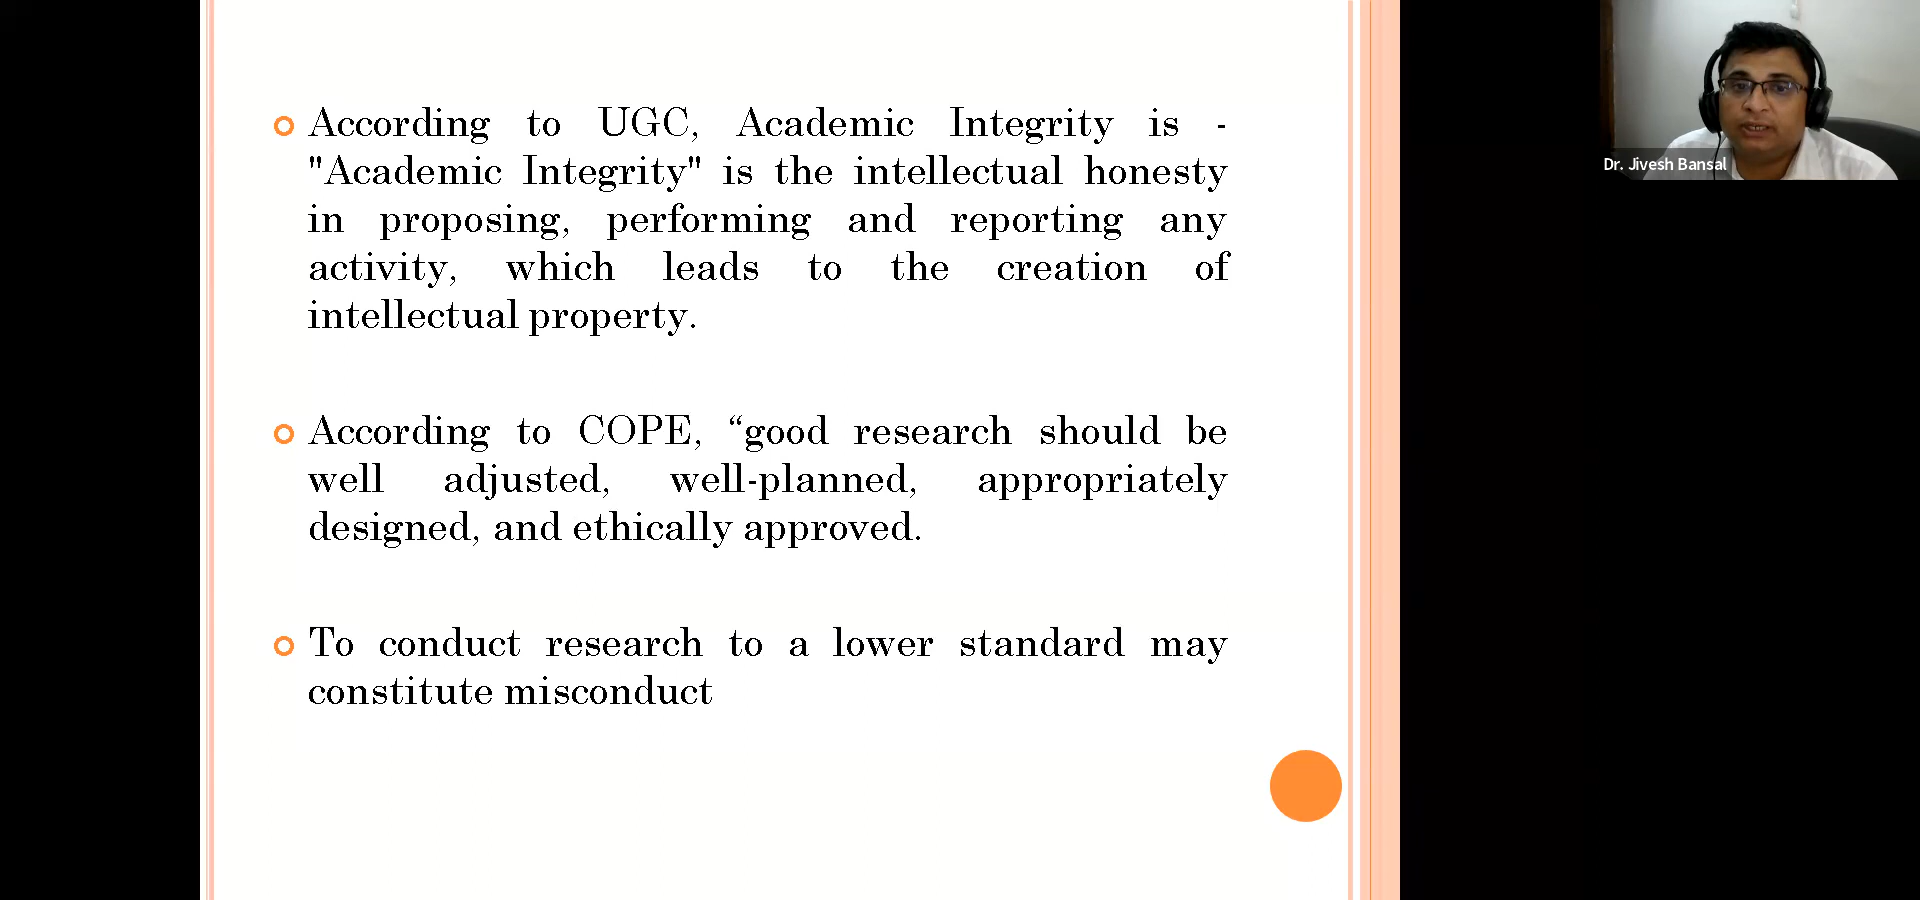 According to UGC, Academic Integrity is -
"Academic Integrity" is the intellectual honesty
in proposing, performing and reporting any
activity, which leads to the creation of
intellectual property.
According to COPE, “good research should be
well adjusted, well-planned, appropriately
designed, and ethically approved.
To conduct research to a lower standard may
constitute misconduct
Dr. Jivesh Bansal